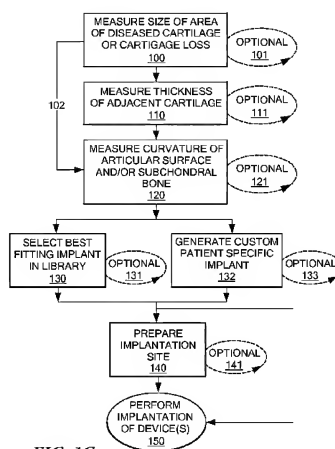 MEASURE SIZE OF AREA
OF DISEASED CARTILAGE
OR CARTIGAGE LOSS
100
OPTIONAL
101
102
MEASURE THICKNESS
OF ADJACENT CARTILAGE
110
OPTIONAL
111
MEASURE CURVATURE OF
ARTICULAR SURFACE
AND/OR SUBCHONDRAL
BONE
120
OPTIONAL
121
SELECT BEST
FITTING IMPLANT
IN LIBRARY
130
OPTIONAL
131
GENERATE CUSTOM
PATIENT SPECIFIC
IMPLANT
132
OPTIONAL
133
PREPARE
IMPLANTATION
SITE
140
OPTIONAL
141
PERFORM
IMPLANTATION
OF DEVICE(S)
150